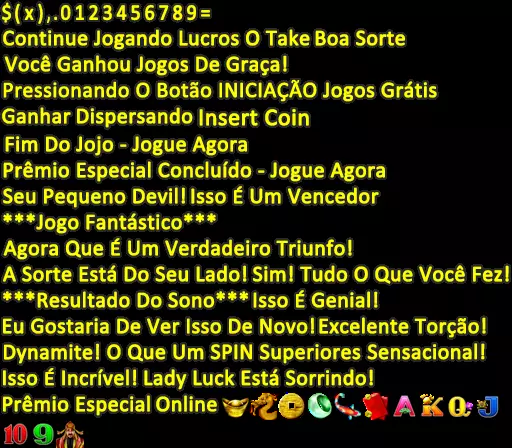 $(x),.0123456789=
Continue Jogando Lucros O Take Boa Sorte
Você Ganhou Jogos De Graça!
Pressionando O Botão INICIAÇÃO Jogos Grátis
Ganhar Dispersando Insert Coin
Fim Do Jojo - Jogue Agora
Prêmio Especial Concluído - Jogue Agora
Seu Pequeno Devil! Isso É Um Vencedor
***Jogo Fantástico***
Agora Que É Um Verdadeiro Triunfo!
A Sorte Está Do Seu Lado! Sim! Tudo O Que Você Fez!
***Resultado Do Sono*** Isso É Genial!
Eu Gostaria De Ver Isso De Novo! Excelente Torção!
Dynamite! O Que Um SPIN Superiores Sensacional!
Isso É Incrível! Lady Luck Está Sorrindo!
Prêmio Especial Online A K Q J
10 9